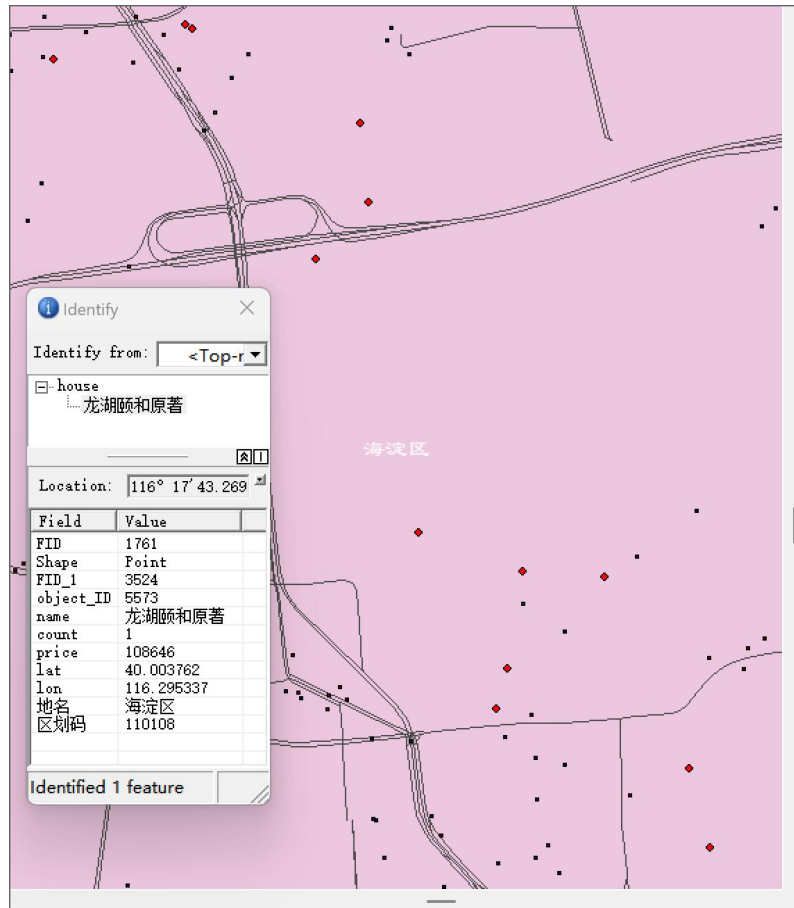 Identify
Identify from: <Top-r
house
龙湖颐和原著
海淀区
Location: 116° 17'43.269
Field Value
FID 1761
Shape Point
FID_1 3524
object_ID 5573
name 龙湖颐和原著
count 1
price 108646
lat 40.003762
lon 116.295337
地名 海淀区
区划码 110108
Identified 1 feature